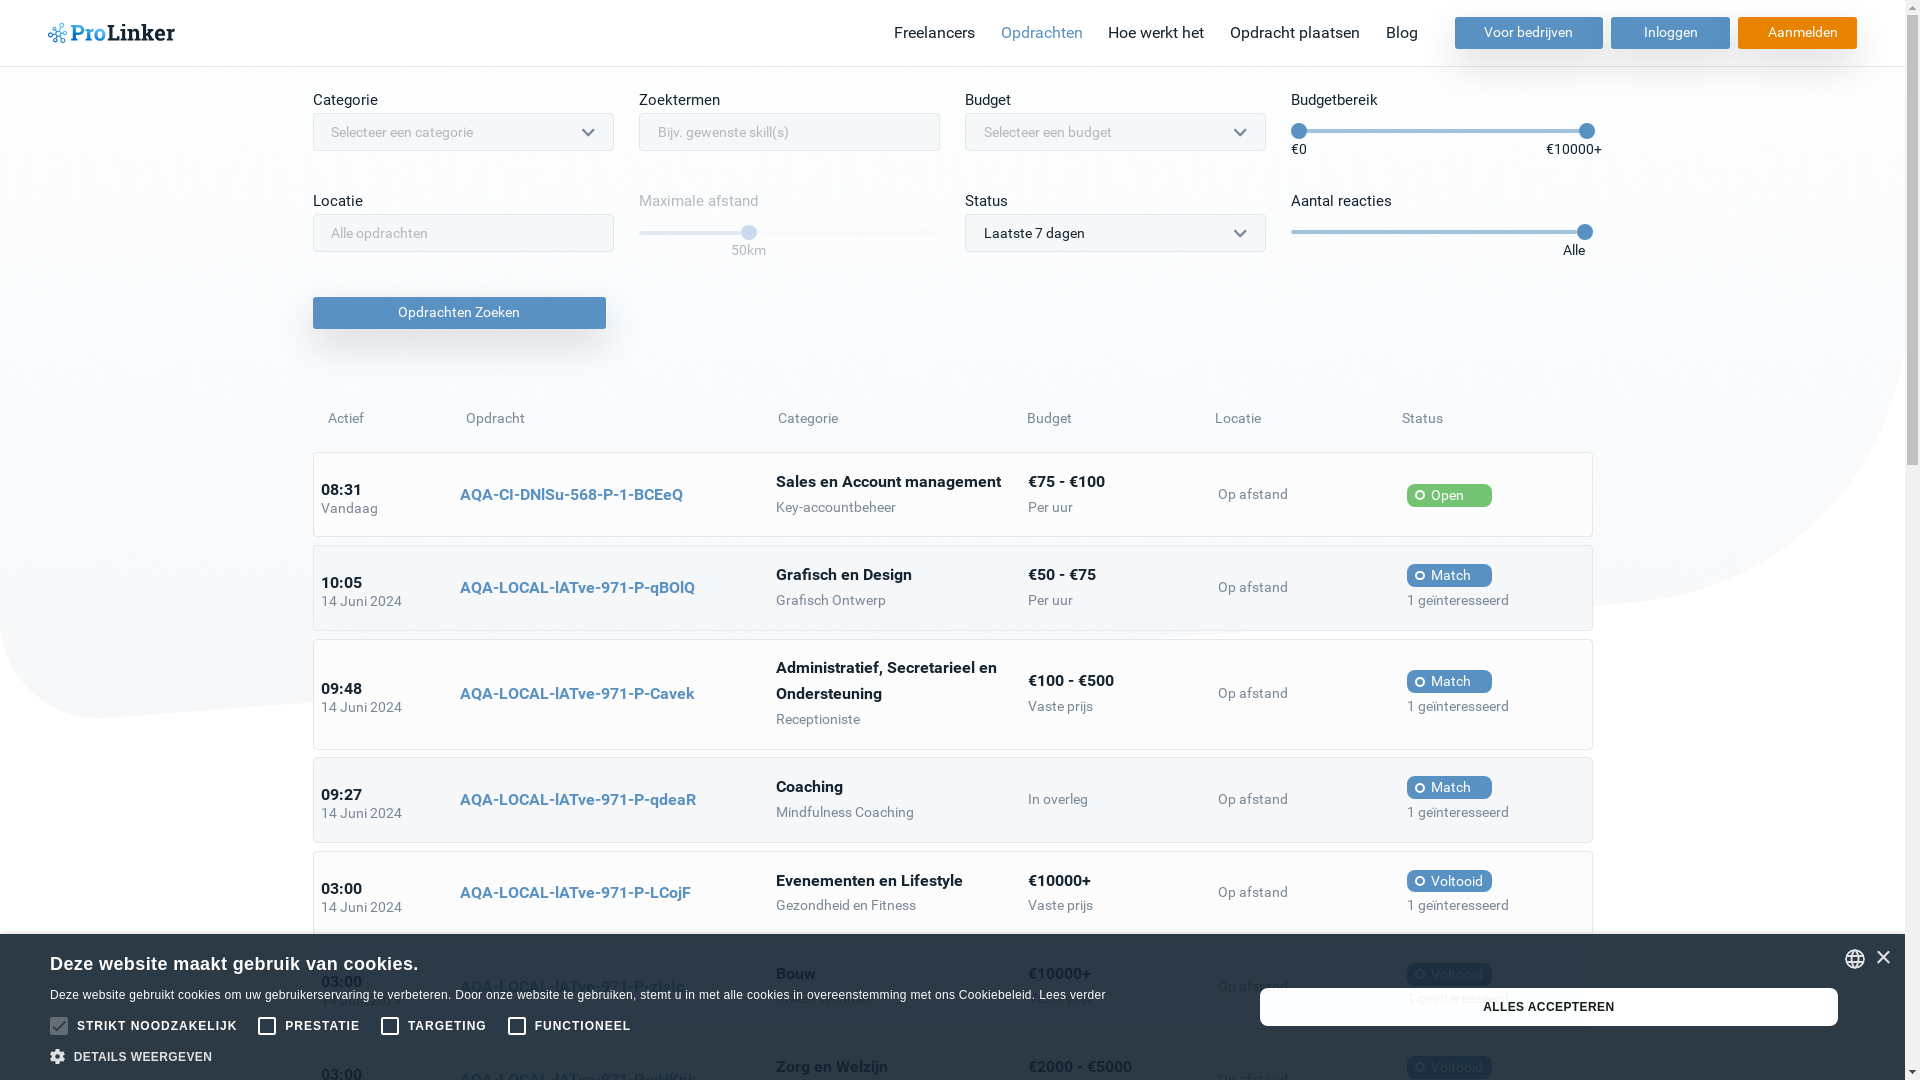 ProLinker
Freelancers Opdrachten Hoe werkt het Opdracht plaatsen Blog Voor bedrijven Inloggen Aanmelden
Categorie Zoektermen Budget Budgetbereik
Selecteer een categorie Bijv. gewenste skill(s) Selecteer een budget
€0 €10000+
Locatie Maximale afstand Status Aantal reacties
Alle opdrachten Laatste 7 dagen
50km Alle
Opdrachten Zoeken
Actief Opdracht Categorie Budget Locatie Status
08:31 AQA-CI-DNlSu-568-P-1-BCEeQ Sales en Account management €75 - €100 Op afstand Open
Vandaag Key-accountbeheer Per uur
10:05 AQA-LOCAL-lATve-971-P-qBOlQ Grafisch en Design €50 - €75 Op afstand Match
14 Juni 2024 Grafisch Ontwerp Per uur 1 geïnteresseerd
09:48 AQA-LOCAL-lATve-971-P-Cavek Administratief, Secretarieel en €100 - €500 Op afstand Match
Ondersteuning
14 Juni 2024 Receptioniste Vaste prijs 1 geïnteresseerd
09:27 AQA-LOCAL-lATve-971-P-qdeaR Coaching In overleg Op afstand Match
14 Juni 2024 Mindfulness Coaching 1 geïnteresseerd
03:00 AQA-LOCAL-lATve-971-P-LCojF Evenementen en Lifestyle €10000+ Op afstand Voltooid
14 Juni 2024 Gezondheid en Fitness Vaste prijs 1 geïnteresseerd
Deze website maakt gebruik van cookies.
03:00 Bouw €10000+ Op afstand Voltooid
Deze website gebruikt cookies om uw gebruikerservaring te verbeteren. Door onze website te gebruiken, stemt u in met alle cookies in overeenstemming met ons Cookiebeleid. Lees verder
1 geïnteresseerd
ALLES ACCEPTEREN
STRIKT NOODZAKELIJK PRESTATIE TARGETING FUNCTIONEEL
DETAILS WEERGEVEN
03:00 Zorg en Welzijn €2000 - €5000 Op afstand Voltooid